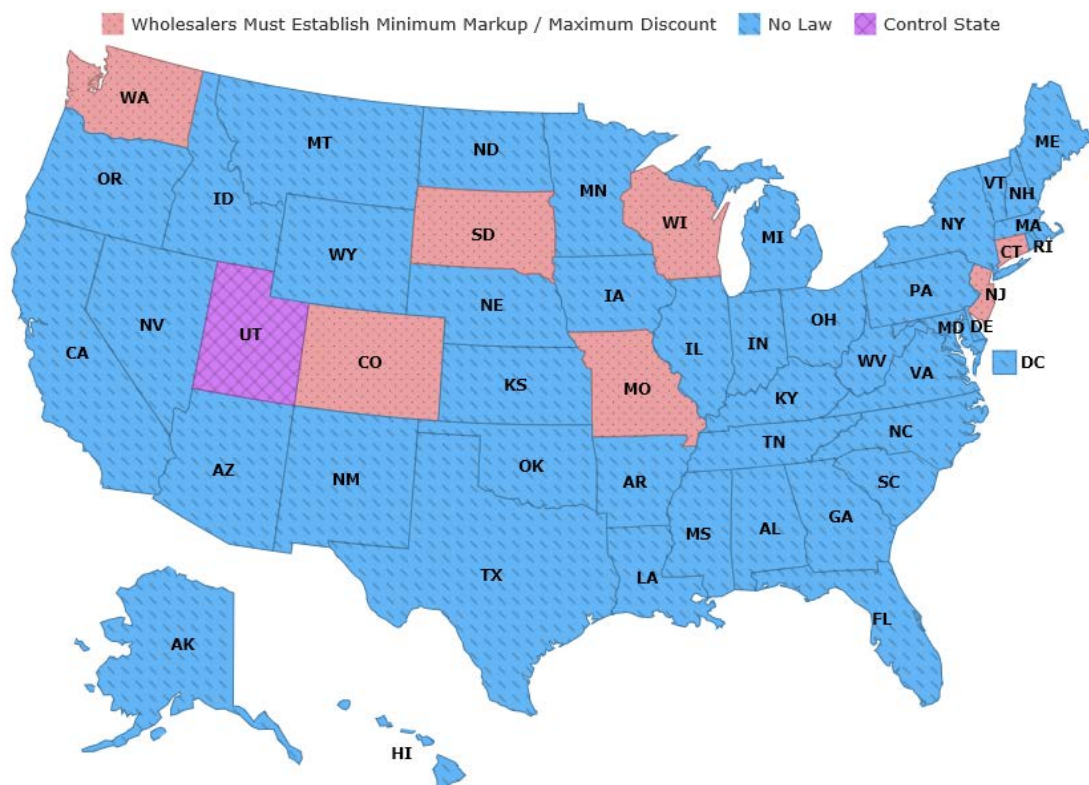 Wholesalers Must Establish Minimum Markup / Maximum Discount No Law Control State
WA
MT
ND
ME
OR
ID
MN
VT
NH
SD
WI
NY
MA
MI
CT
RI
WY
IA
PA
NJ
NE
OH
NV
UT
IL
IN
MD
DE
CA
CO
WV
DC
VA
KS
MO
KY
NC
TN
AZ
NM
OK
AR
SC
MS
AL
GA
TX
LA
FL
AK
HI